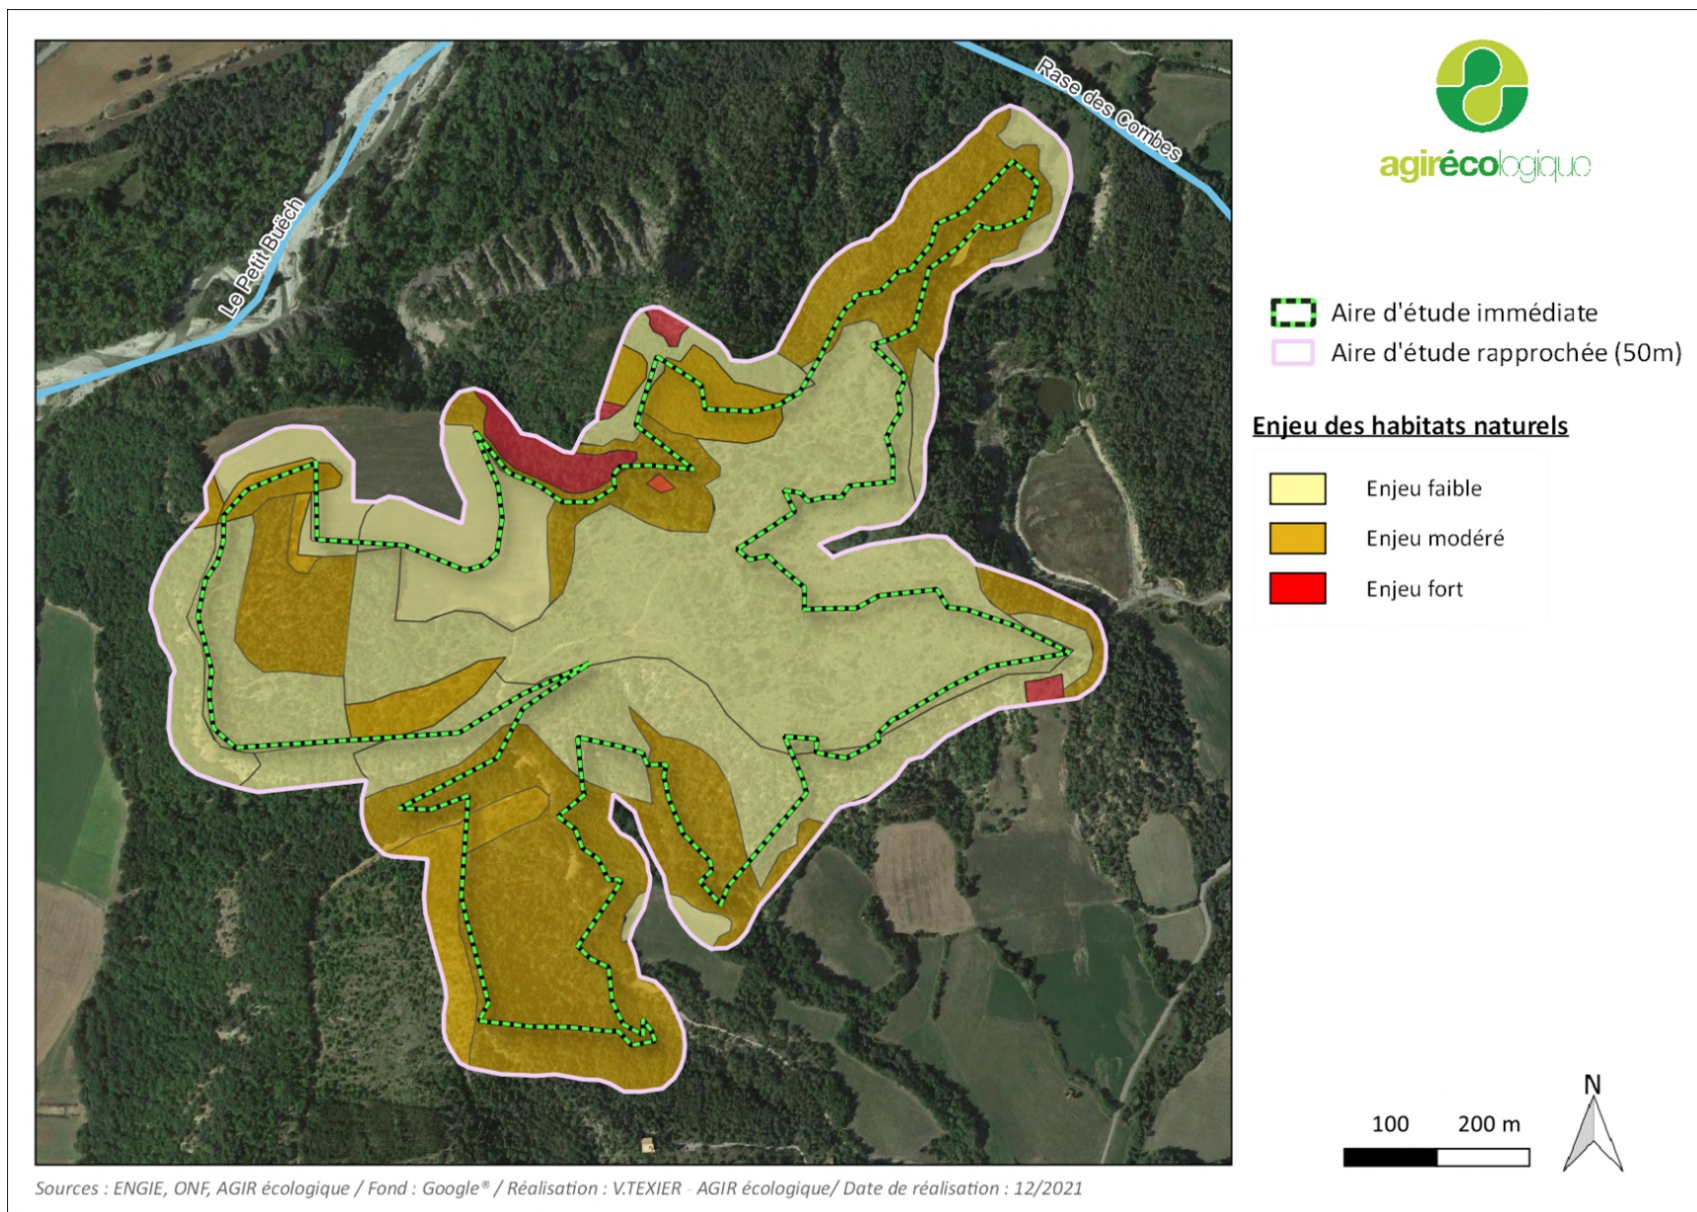 Rase des Combes
Le Petit Buëch
agirécologique
Aire d'étude immédiate
Aire d'étude rapprochée (50m)
Enjeu des habitats naturels
Enjeu faible
Enjeu modéré
Enjeu fort
N
100 200 m
Sources : ENGIE, ONF, AGIR écologique / Fond : Google® / Réalisation : V.TEXIER - AGIR écologique/ Date de réalisation : 12/2021